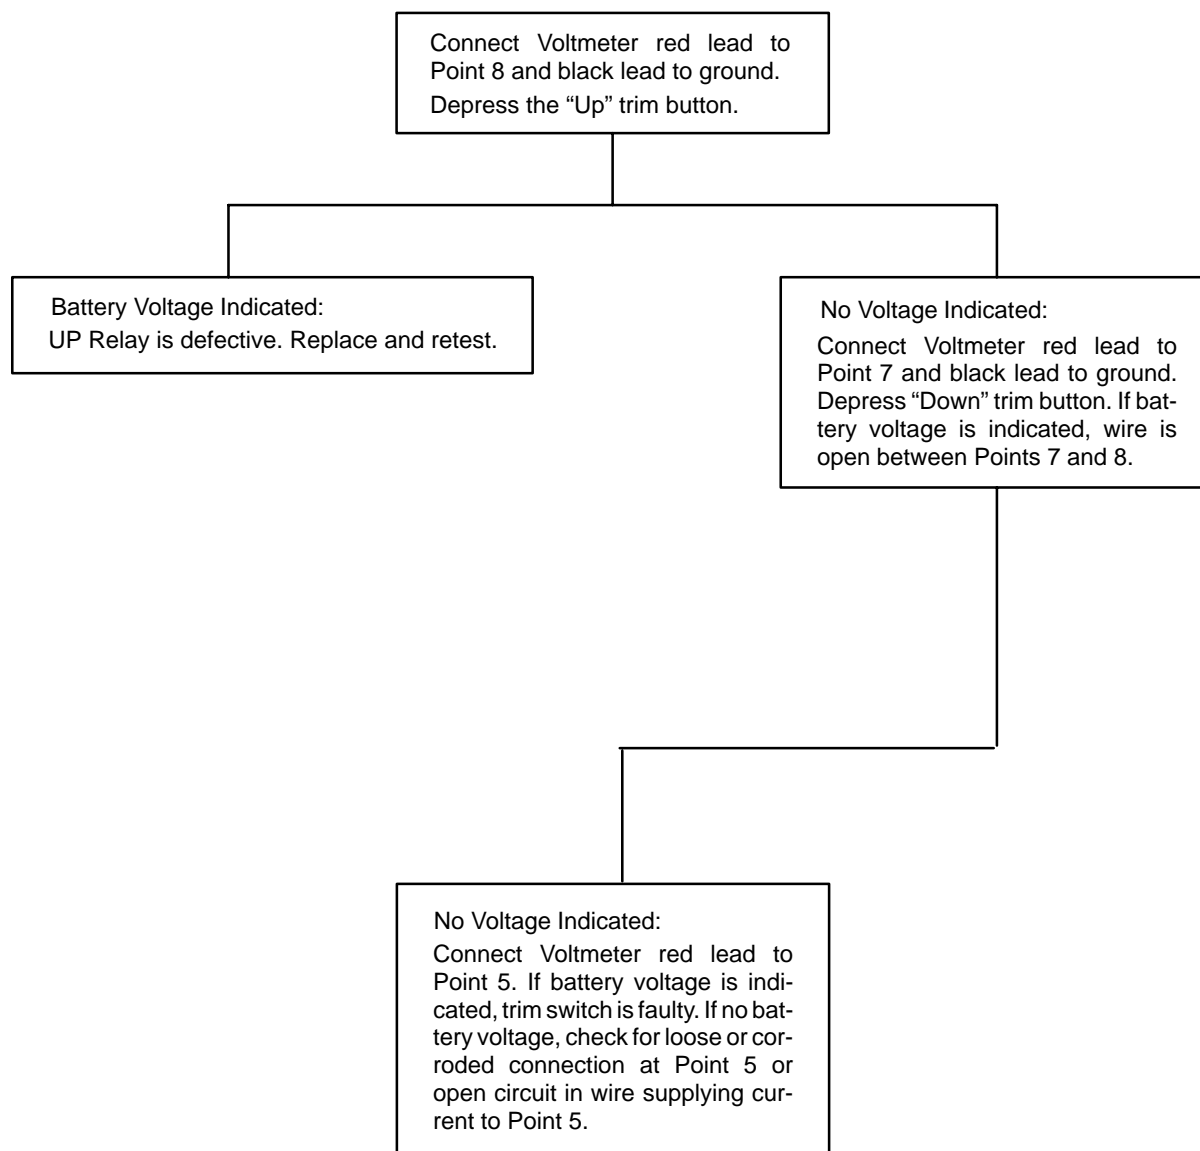 Connect Voltmeter red lead to
Point 8 and black lead to ground.
Depress the “Up” trim button.
Battery Voltage Indicated:
UP Relay is defective. Replace and retest.
No Voltage Indicated:
Connect Voltmeter red lead to
Point 7 and black lead to ground.
Depress “Down” trim button. If bat-
tery voltage is indicated, wire is
open between Points 7 and 8.
No Voltage Indicated:
Connect Voltmeter red lead to
Point 5. If battery voltage is indi-
cated, trim switch is faulty. If no bat-
tery voltage, check for loose or cor-
roded connection at Point 5 or
open circuit in wire supplying cur-
rent to Point 5.